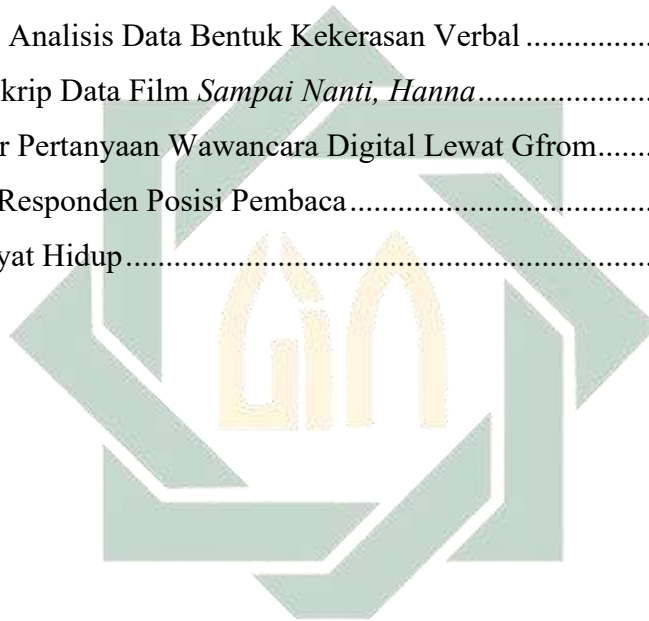 Analisis Data Bentuk Kekerasan Verbal ................
krip Data Film Sampai Nanti, Hanna......................
r Pertanyaan Wawancara Digital Lewat Gfrom.......
Responden Posisi Pembaca......................................
yat Hidup..................................................................